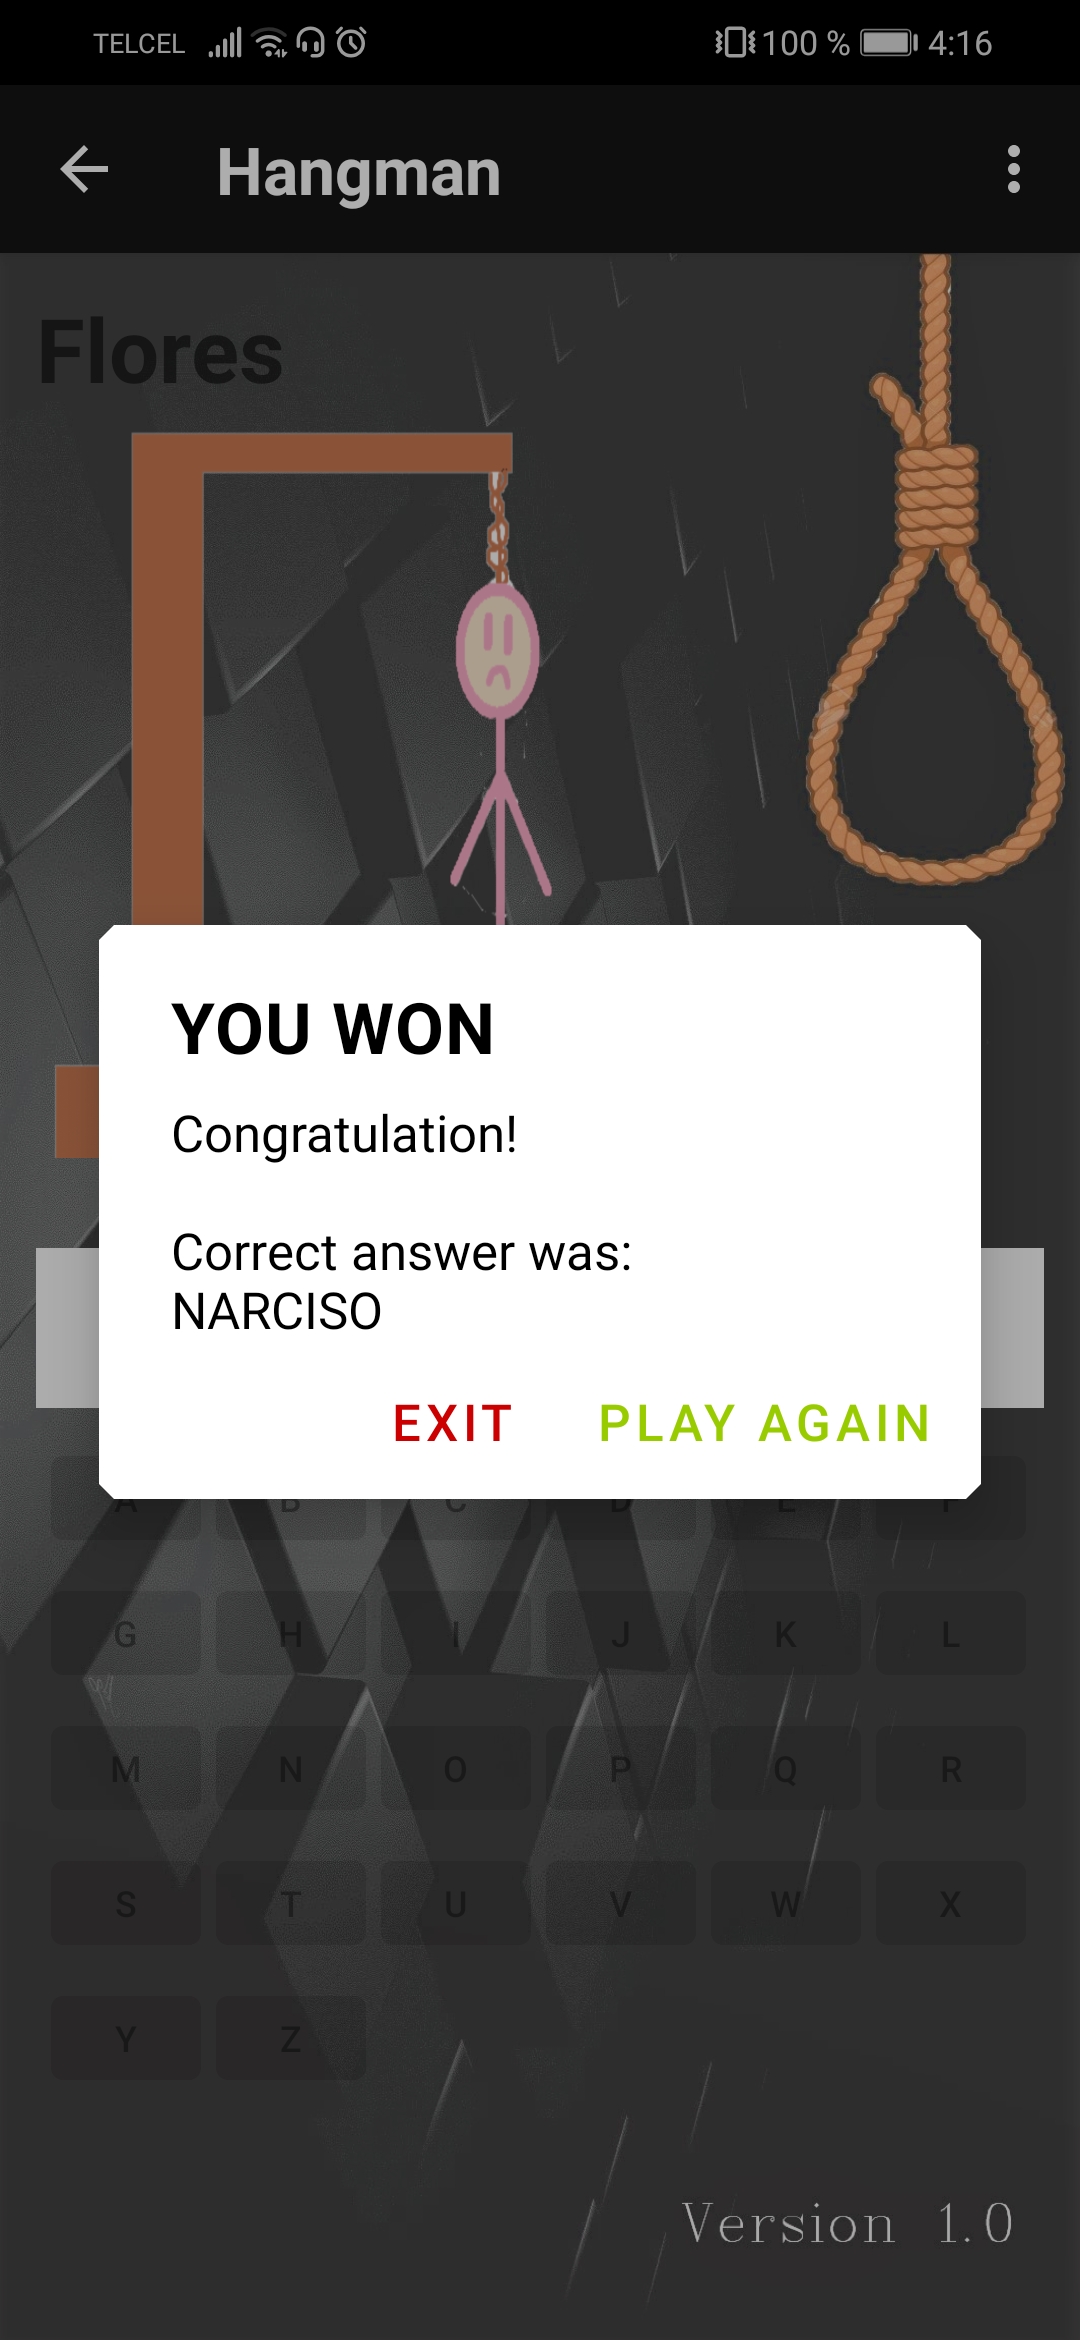 TELCEL 100 % 4:16
Hangman
Flores
YOU WON
Congratulation!
Correct answer was:
NARCISO
EXIT PLAY AGAIN
A B C D E F
G H I J K L
M N O P Q R
S T U V W X
Y Z
Version 1.0